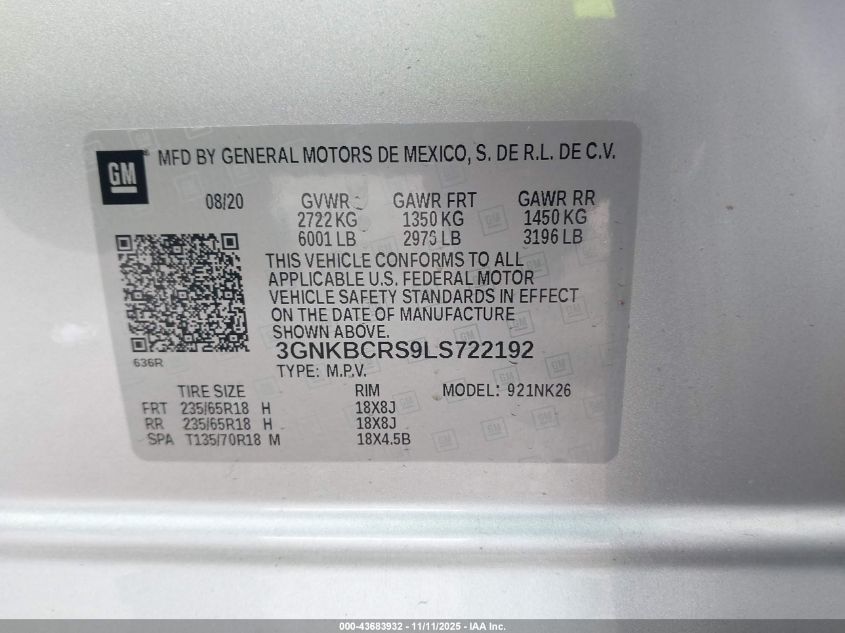 GM
MFD BY GENERAL MOTORS DE MEXICO, S. DE R.L. DE C.V.
08/20 GVWR GAWR FRT GAWR RR
2722 KG 1350 KG 1450 KG
6001 LB 2976 LB 3196 LB
THIS VEHICLE CONFORMS TO ALL
APPLICABLE U.S. FEDERAL MOTOR
VEHICLE SAFETY STANDARDS IN EFFECT
ON THE DATE OF MANUFACTURE
SHOWN ABOVE.
3GNKBCRS9LS722192
636R
TYPE: M.P.V.
TIRE SIZE RIM MODEL: 921NK26
FRT 235/65R18 H 18X8J
RR 235/65R18 H 18X8J
SPA T135/70R18 M 18X4.5B
000-43683932 - 11/11/2025 - IAA Inc.